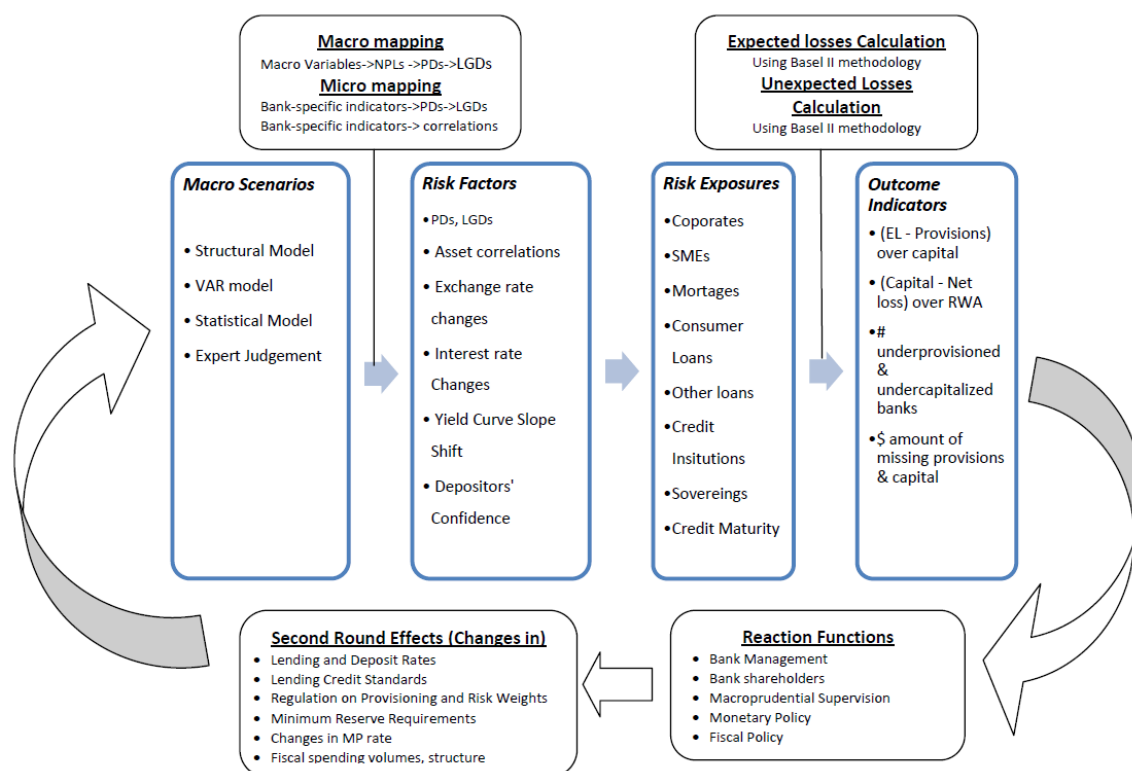 Macro mapping
Macro Variables->NPLs ->PDs->LGDs
Micro mapping
Bank-specific indicators->PDs->LGDs
Bank-specific indicators-> correlations
Expected losses Calculation
Using Basel II methodology
Unexpected Losses
Calculation
Using Basel II methodology
Macro Scenarios
• Structural Model
• VAR model
• Statistical Model
• Expert Judgement
Risk Factors
• PDs, LGDs
• Asset correlations
• Exchange rate
changes
• Interest rate
Changes
• Yield Curve Slope
Shift
• Depositors'
Confidence
Risk Exposures
•Coporates
•SMEs
•Mortages
•Consumer
Loans
•Other loans
•Credit
Insitutions
•Sovereings
•Credit Maturity
Outcome
Indicators
• (EL - Provisions)
over capital
• (Capital - Net
loss) over RWA
• #
underprovisioned
&
undercapitalized
banks
• $ amount of
missing provisions
& capital
Second Round Effects (Changes in)
• Lending and Deposit Rates
• Lending Credit Standards
• Regulation on Provisioning and Risk Weights
• Minimum Reserve Requirements
• Changes in MP rate
• Fiscal spending volumes, structure
Reaction Functions
• Bank Management
• Bank shareholders
• Macroprudential Supervision
• Monetary Policy
• Fiscal Policy